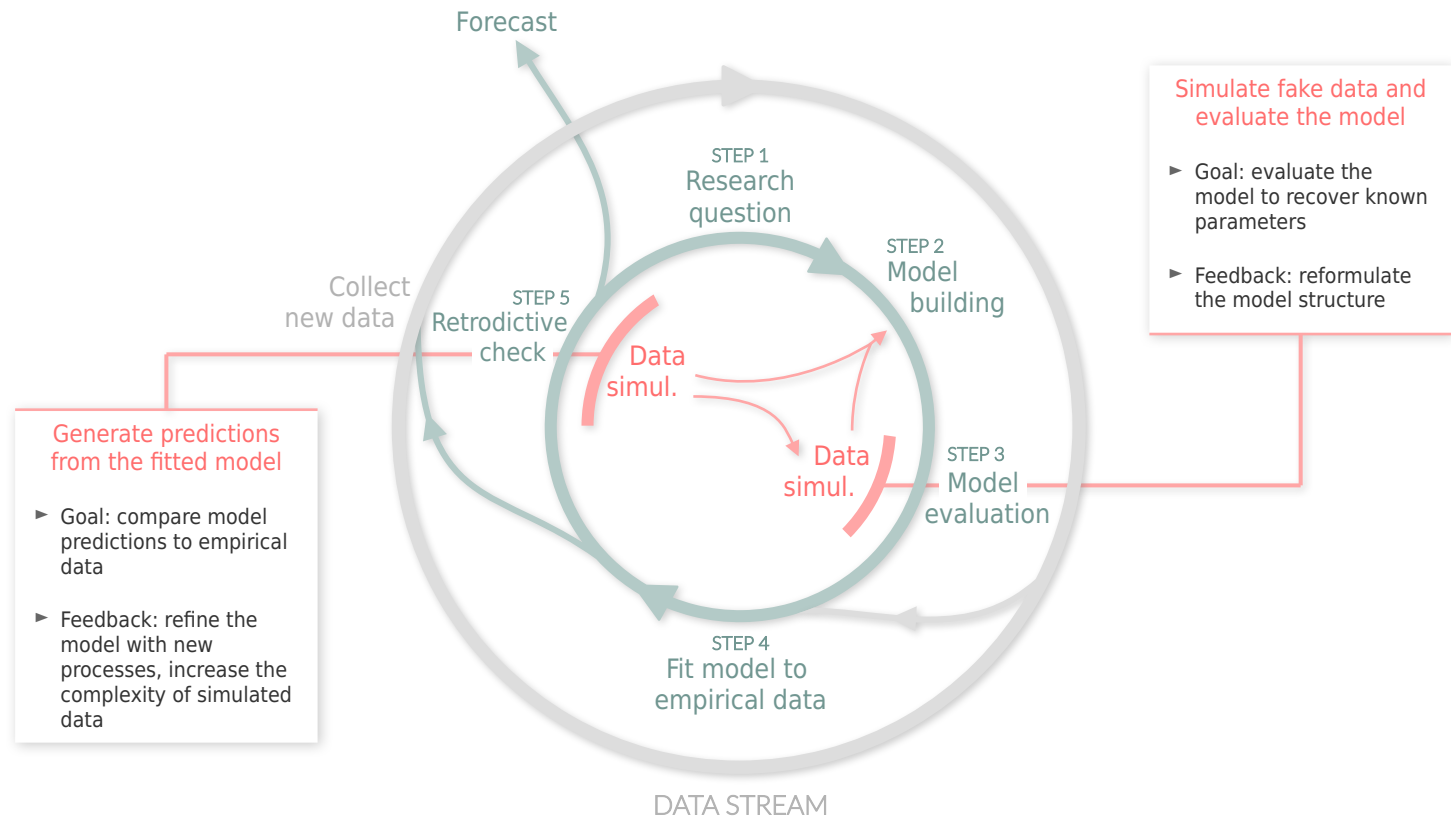 Forecast
STEP 1
Research
question
STEP 2
Model
building
STEP 5
Retrodictive
check
Collect
new data
Data
simul.
Data
simul.
STEP 3
Model
evaluation
STEP 4
Fit model to
empirical data
DATA STREAM
Generate predictions
from the fitted model
► Goal: compare model
predictions to empirical
data
► Feedback: refine the
model with new
processes, increase the
complexity of simulated
data
Simulate fake data and
evaluate the model
► Goal: evaluate the
model to recover known
parameters
► Feedback: reformulate
the model structure